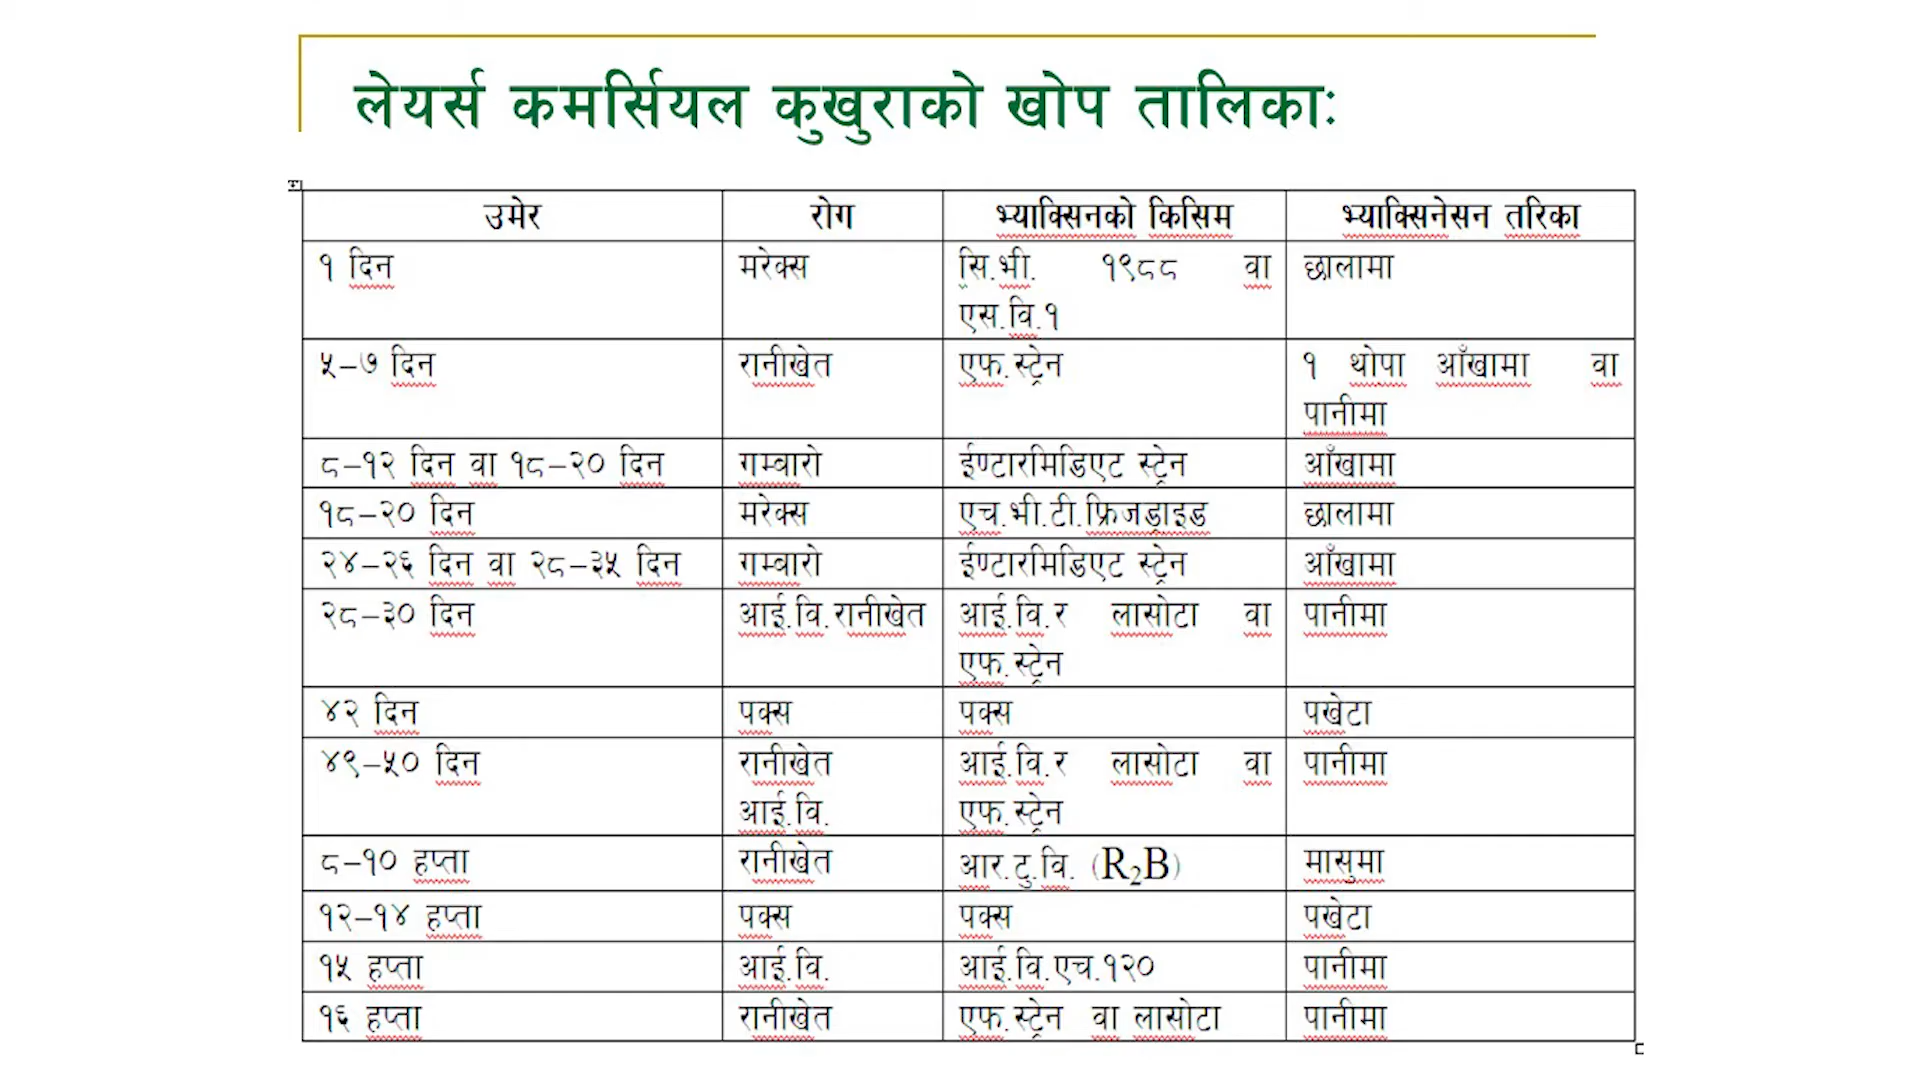 लेयर्स कमर्सियल कुखुराको खोप तालिकाः
उमेर रोग भ्याक्सिनको किसिम भ्याक्सिनेसन तरिका
१ दिन मरेक्स सि.भी. १९८८ वा छालामा
एस.वि.१
५–७ दिन रानीखेत एफ.स्ट्रेन १ थोपा आँखामा वा
पानीमा
८–१२ दिन वा १८–२० दिन गम्बारो ईण्टारमिडिएट स्ट्रेन आँखामा
१८–२० दिन मरेक्स एच.भी.टी.फ्रिजड्राइड छालामा
२४–२६ दिन वा २८–३५ दिन गम्बारो ईण्टारमिडिएट स्ट्रेन आँखामा
२८–३० दिन आई.वि.रानीखेत आई.वि.र लासोटा वा पानीमा
एफ.स्ट्रेन
४२ दिन पक्स पक्स पखेटा
४९–५० दिन रानीखेत आई.वि.र लासोटा वा पानीमा
आई.वि. एफ.स्ट्रेन
८–१० हप्ता रानीखेत आर.टु.वि. (R₂B) मासुमा
१२–१४ हप्ता पक्स पक्स पखेटा
१५ हप्ता आई.वि. आई.वि.एच.१२० पानीमा
१६ हप्ता रानीखेत एफ.स्ट्रेन वा लासोटा पानीमा